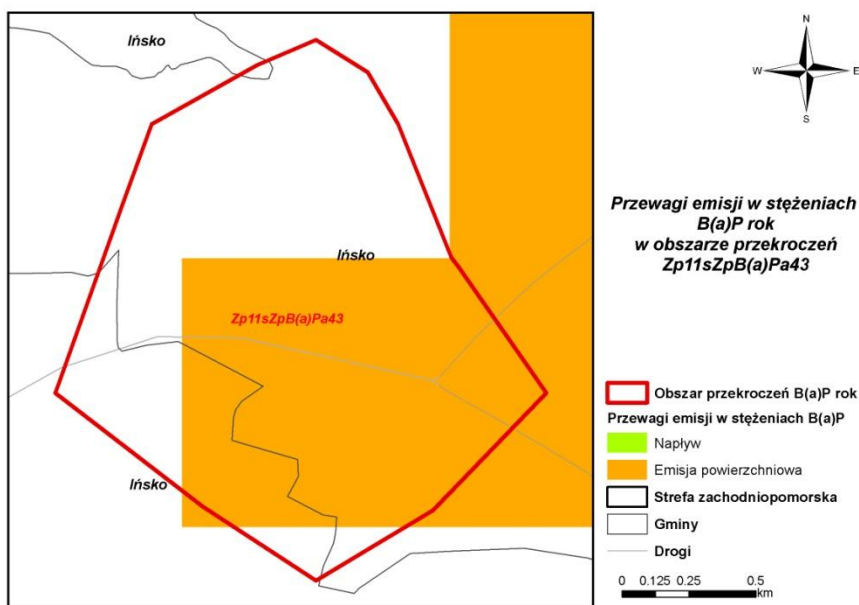 Ińsko
Ińsko
Zp11sZpB(a)Pa43
Ińsko
N
W
E
S
Przewagi emisji w stężeniach
B(a)P rok
w obszarze przekroczeń
Zp11sZpB(a)Pa43
Obszar przekroczeń B(a)P rok
Przewagi emisji w stężeniach B(a)P
Napływ
Emisja powierzchniowa
Strefa zachodniopomorska
Gminy
Drogi
0 0.125 0.25 0.5
km